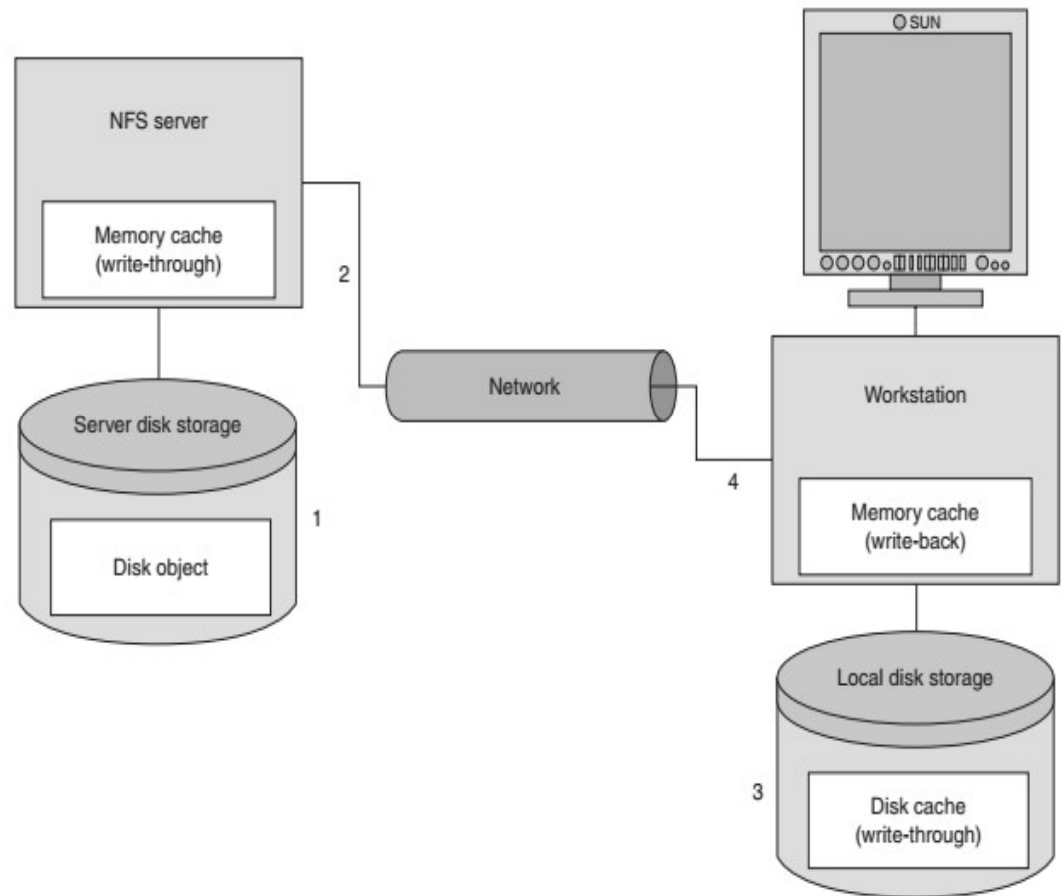 SUN
NFS server
Memory cache
(write-through)
2
Network
Workstation
4
Memory cache
(write-back)
Server disk storage
1
Disk object
Local disk storage
3
Disk cache
(write-through)